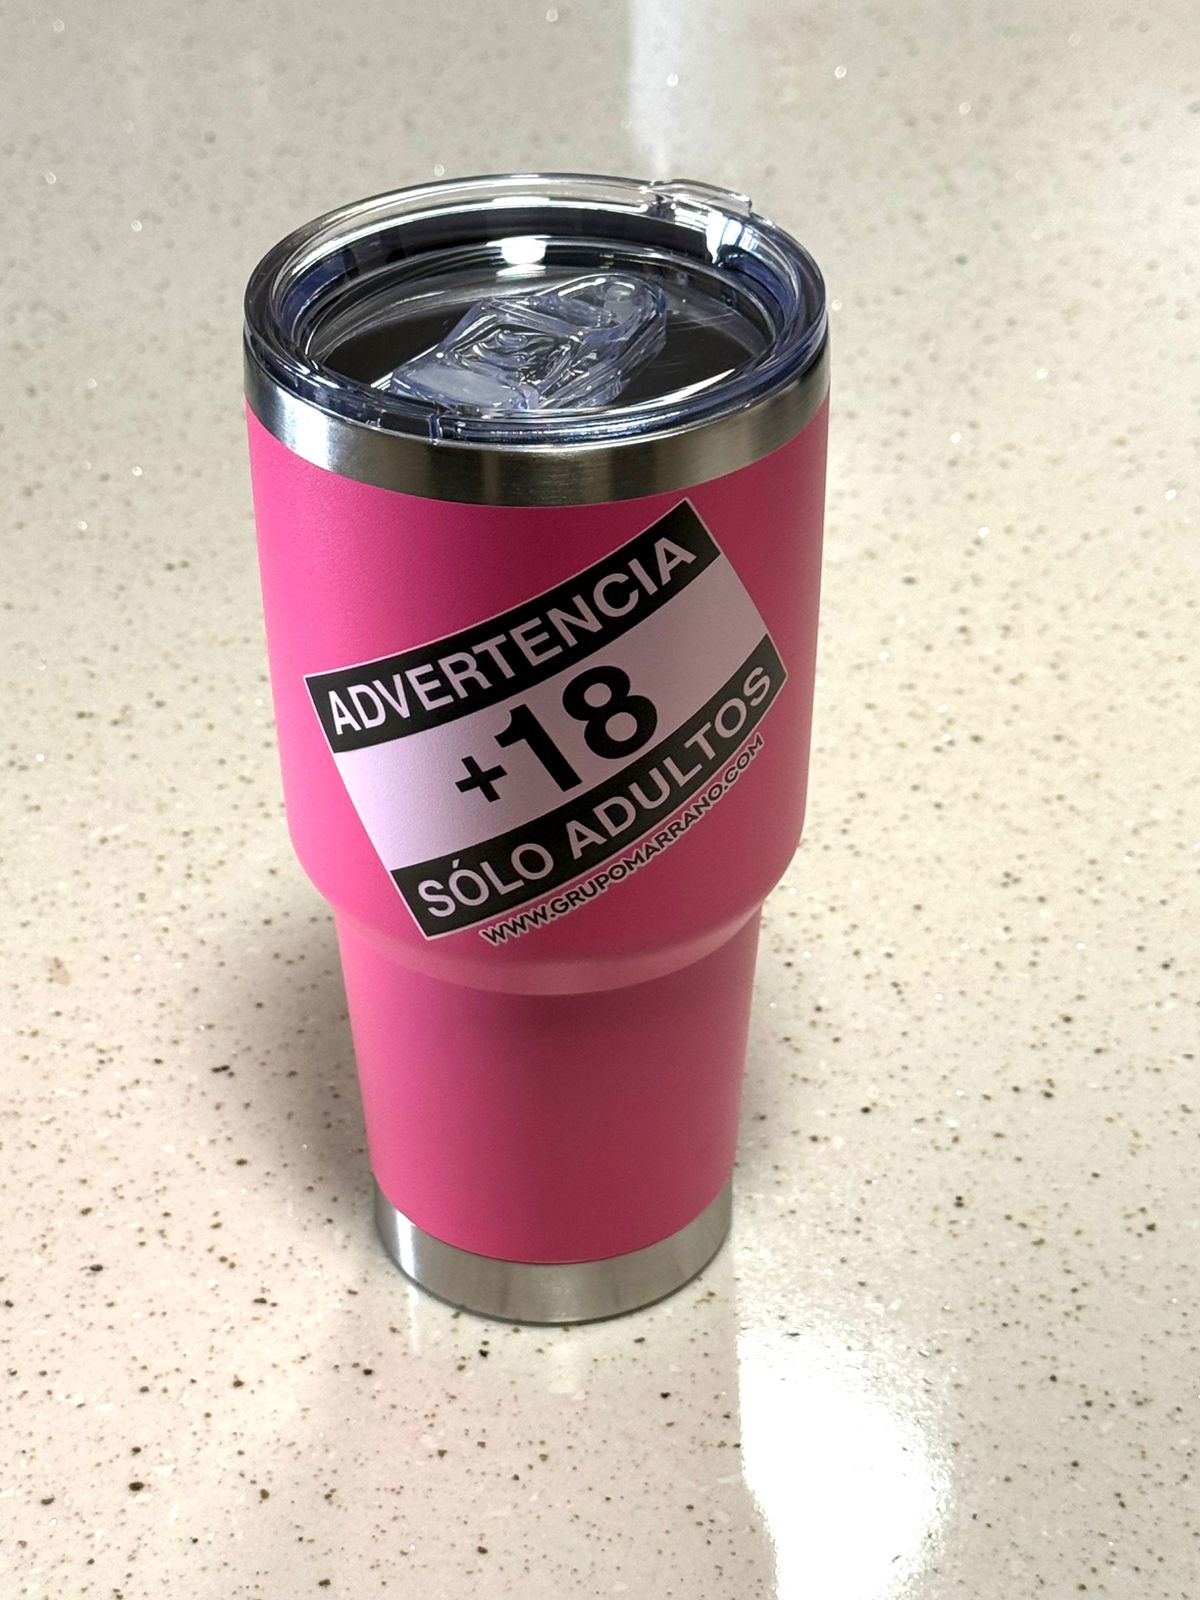 ADVERTENCIA
+18
SÓLO ADULTOS
WWW.GRUPOMARRANO.COM